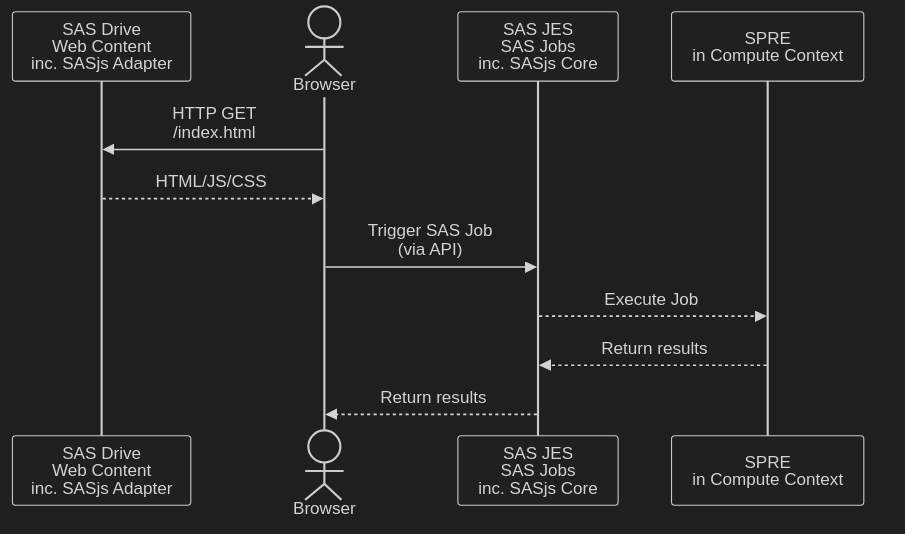 SAS Drive
Web Content
inc. SASjs Adapter
Browser
SAS JES
SAS Jobs
inc. SASjs Core
SPRE
in Compute Context
HTTP GET
/index.html
HTML/JS/CSS
Trigger SAS Job
(via API)
Execute Job
Return results
Return results
SAS Drive
Web Content
inc. SASjs Adapter
Browser
SAS JES
SAS Jobs
inc. SASjs Core
SPRE
in Compute Context